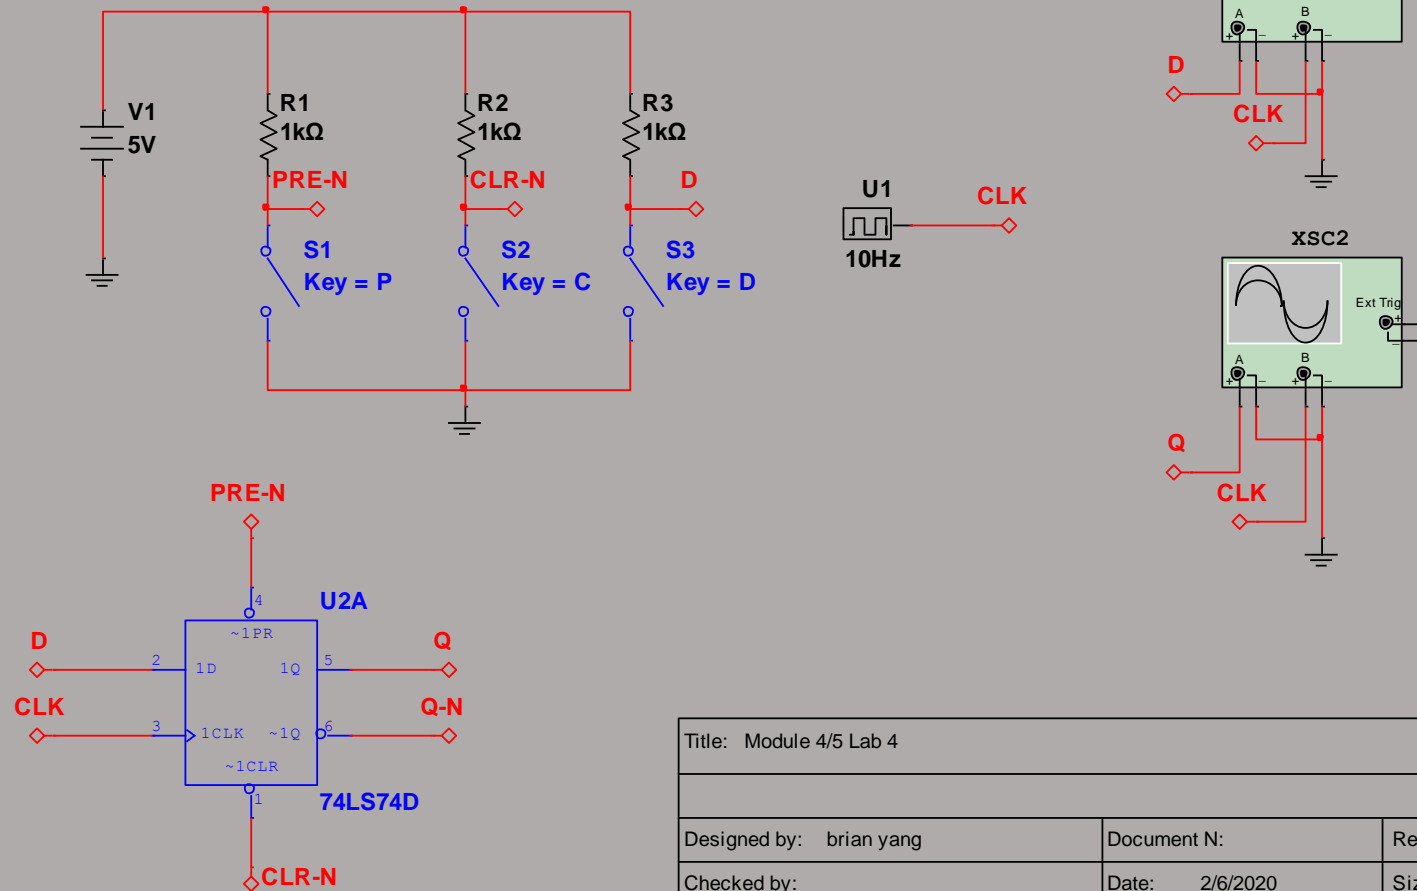 A B
D
CLK
V1
5V
R1
1kΩ
R2
1kΩ
R3
1kΩ
PRE-N
CLR-N
D
S1
Key = P
S2
Key = C
S3
Key = D
U1
10Hz
CLK
XSC2
Ext Trig
A B
Q
CLK
PRE-N
U2A
4
~1PR
D
2
1D
1Q
5
Q
CLK
3
1CLK
~1Q
6
Q-N
~1CLR
1
74LS74D
CLR-N
Title: Module 4/5 Lab 4
Designed by: brian yang
Document N:
Re
Checked by:
Date: 2/6/2020
Siz